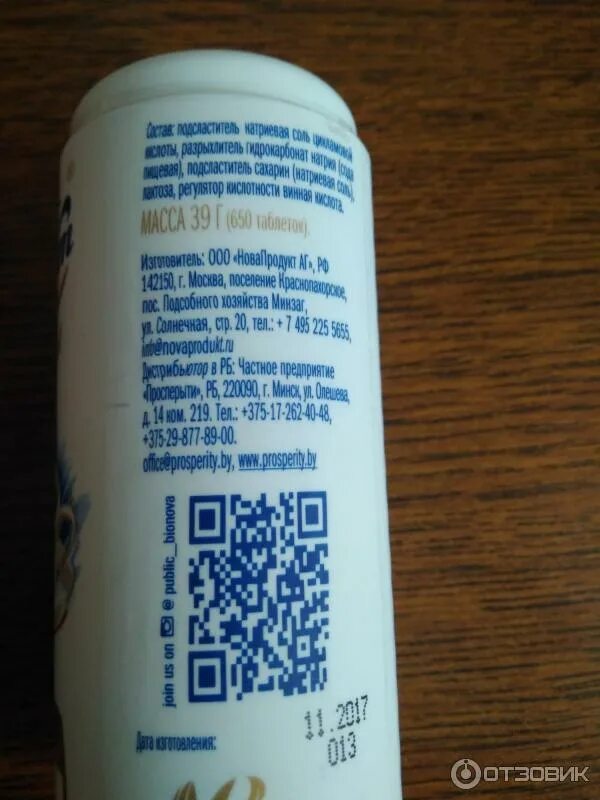 Состав: подсластитель натриевая соль цикламовой
кислоты, разрыхлитель гидрокарбонат натрия (сода
пищевая), подсластитель сахарин (натриевая соль),
лактоза, регулятор кислотности винная кислота.
МАССА 39 Г (650 таблеток).
Изготовитель: ООО «НоваПродукт АГ», РФ
142150, г. Москва, поселение Краснопахорское,
пос. Подсобного хозяйства Минзаг,
ул. Солнечная, стр. 20, тел.: + 7 495 225 5655,
info@novaprodukt.ru
Дистрибьютор в РБ: Частное предприятие
«Просперыти», РБ, 220090, г. Минск, ул. Олешева,
д. 14 ком. 219. Тел.: +375-17-262-40-48,
+375-29-877-89-00.
office@prosperity.by, www.prosperity.by
join us on @ public_bionova
11.2017
013
Дата изготовления:
ОТЗОВИК